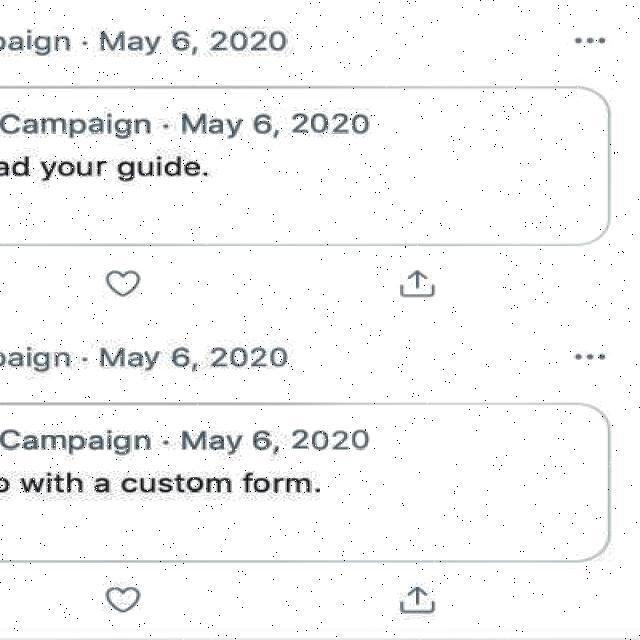 paign · May 6, 2020
Campaign · May 6, 2020
ad your guide.
paign · May 6, 2020
Campaign · May 6, 2020
with a custom form.